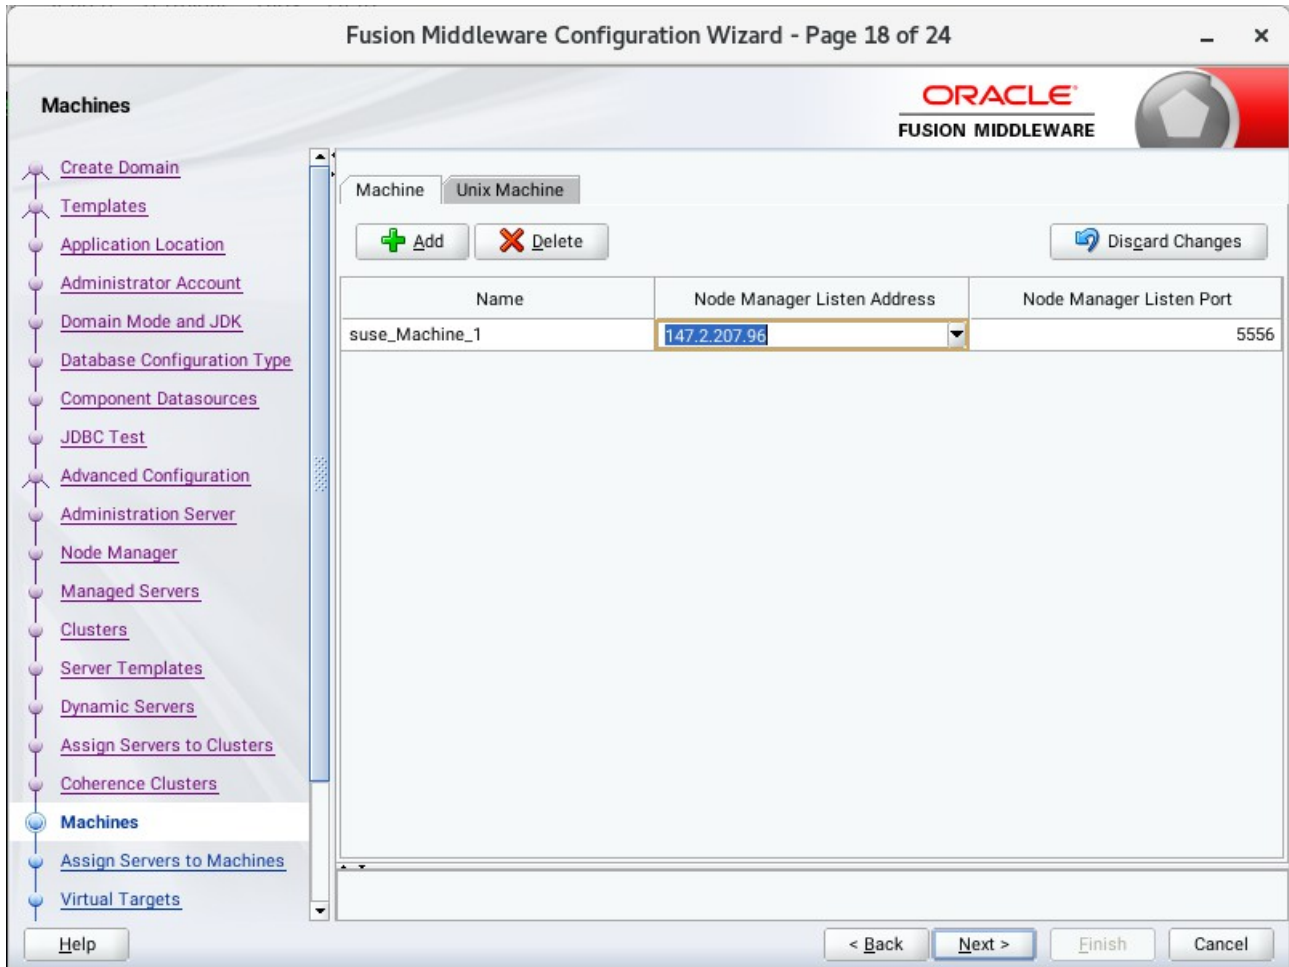 Fusion Middleware Configuration Wizard - Page 18 of 24
Machines
ORACLE
FUSION MIDDLEWARE
Create Domain
Templates
Application Location
Administrator Account
Domain Mode and JDK
Database Configuration Type
Component Datasources
JDBC Test
Advanced Configuration
Administration Server
Node Manager
Managed Servers
Clusters
Server Templates
Dynamic Servers
Assign Servers to Clusters
Coherence Clusters
Machines
Assign Servers to Machines
Virtual Targets
Machine Unix Machine
Add Delete Discard Changes
Name Node Manager Listen Address Node Manager Listen Port
suse_Machine_1 147.2.207.96 5556
Help < Back Next > Finish Cancel